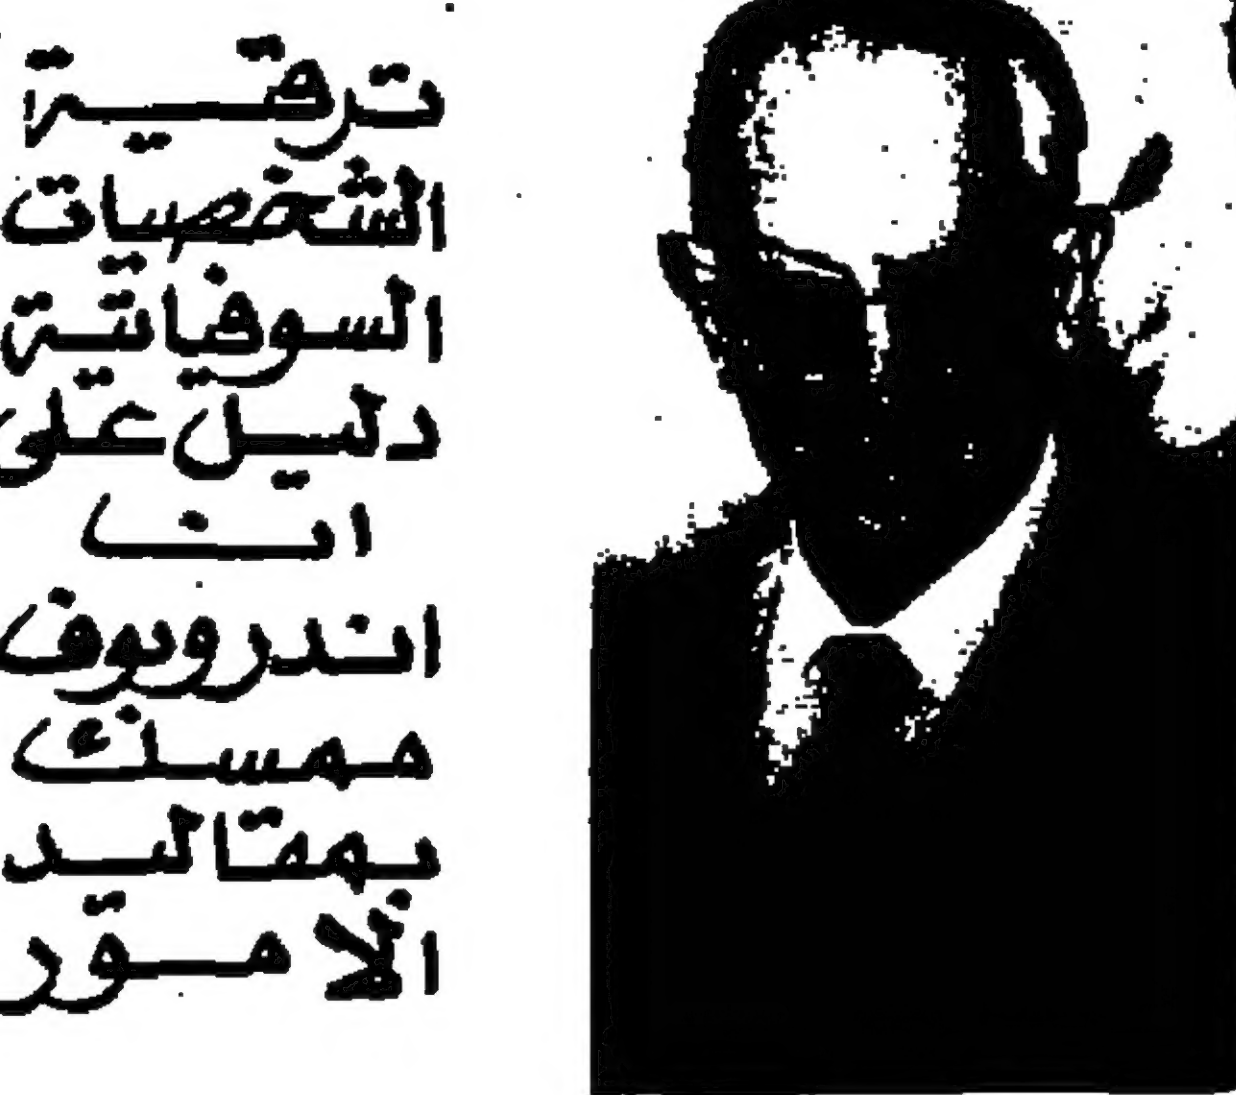 ترقية
الشخصيات
السوفياتية
دليل على
ان
اندروبوف
ممسك
بمقاليد
الامور